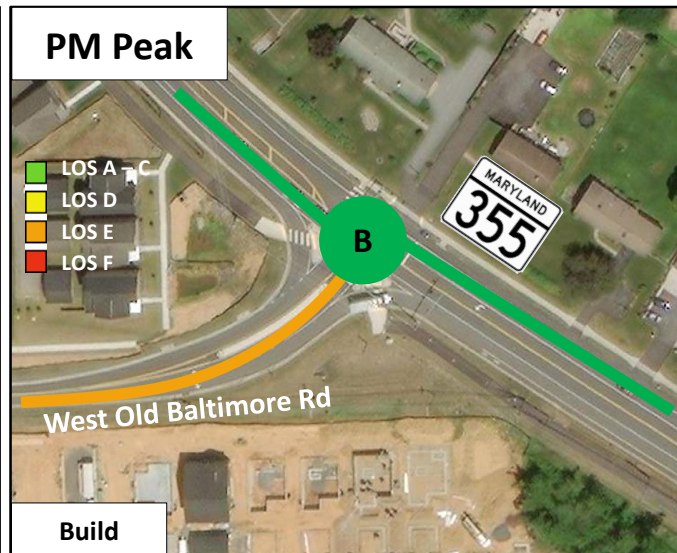 PM Peak
LOS A – C
LOS D
LOS E
LOS F
B
MARYLAND
355
West Old Baltimore Rd
Build